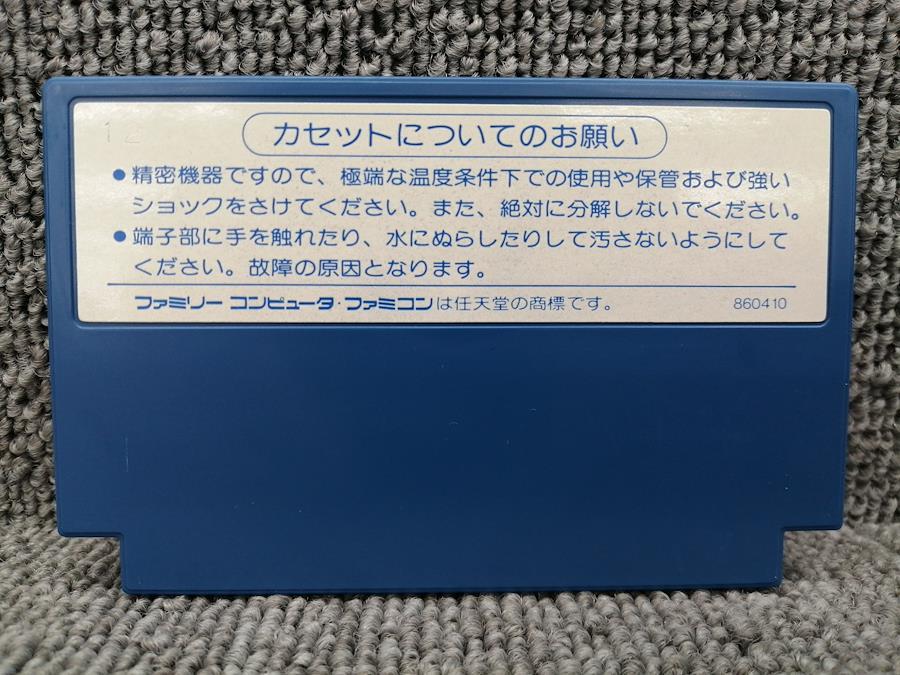 12
カセットについてのお願い
●精密機器ですので、極端な温度条件下での使用や保管および強い
ショックをさけてください。また、絶対に分解しないでください。
●端子部に手を触れたり、水にぬらしたりして汚さないようにして
ください。故障の原因となります。
ファミリー コンピュータ・ファミコンは任天堂の商標です。 860410